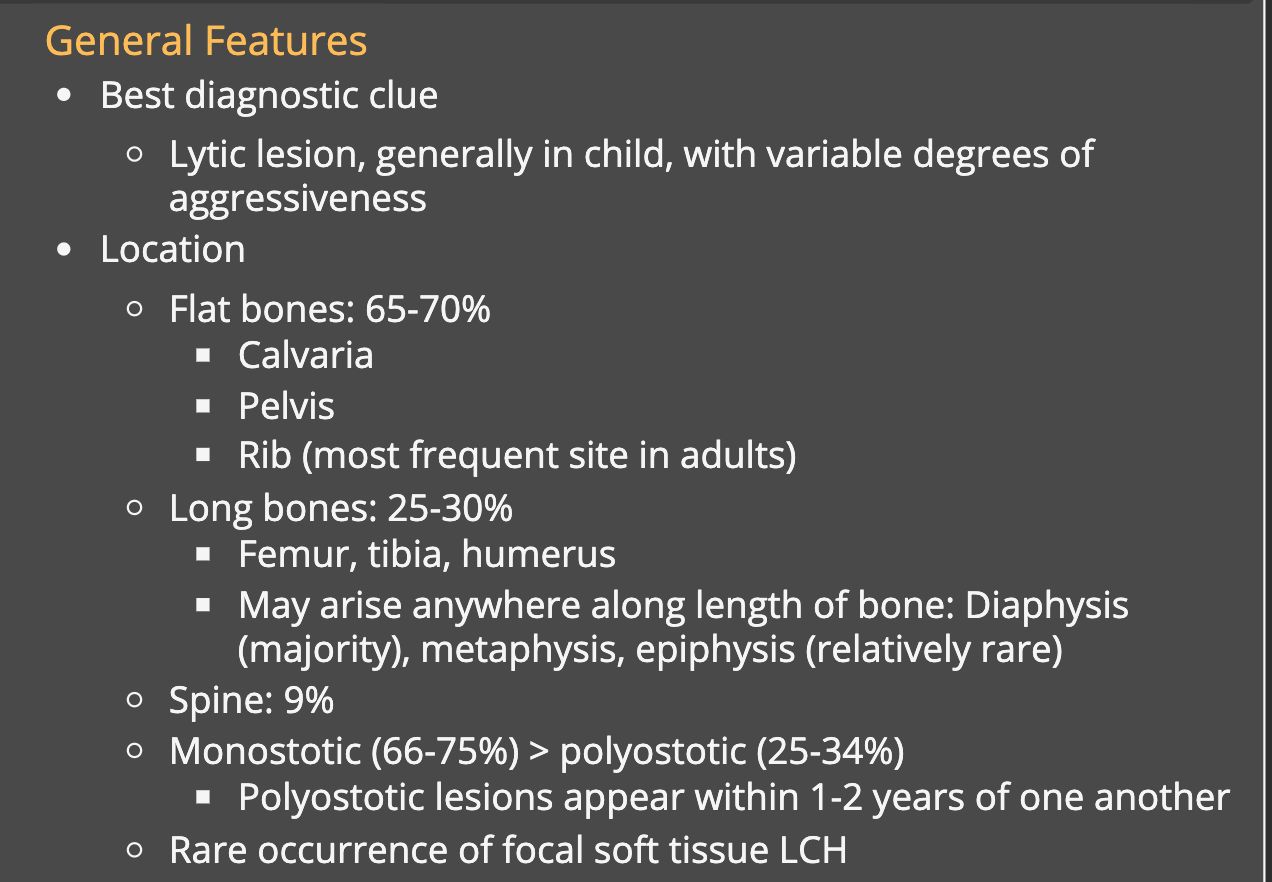 General Features
• Best diagnostic clue
○ Lytic lesion, generally in child, with variable degrees of
aggressiveness
• Location
○ Flat bones: 65-70%
▪ Calvaria
▪ Pelvis
▪ Rib (most frequent site in adults)
○ Long bones: 25-30%
▪ Femur, tibia, humerus
▪ May arise anywhere along length of bone: Diaphysis
(majority), metaphysis, epiphysis (relatively rare)
○ Spine: 9%
○ Monostotic (66-75%) > polyostotic (25-34%)
▪ Polyostotic lesions appear within 1-2 years of one another
○ Rare occurrence of focal soft tissue LCH